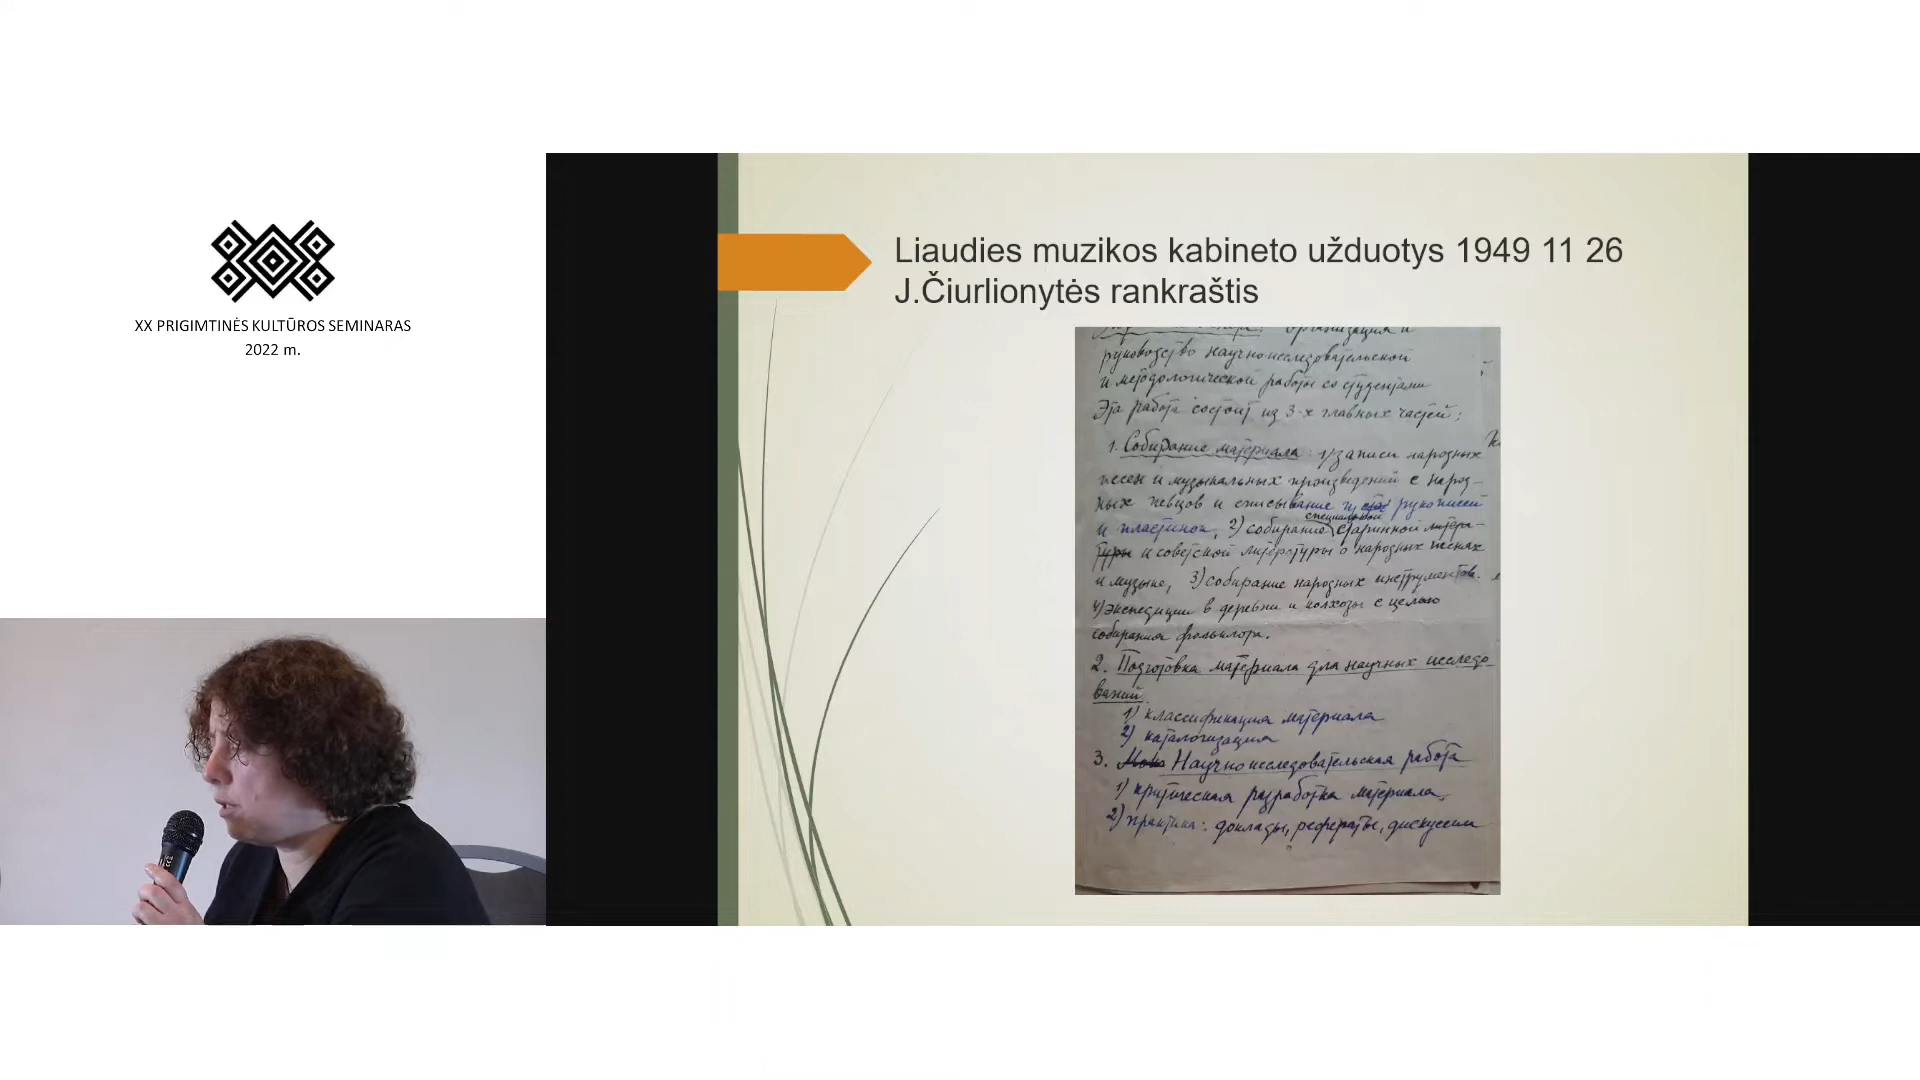 XX PRIGIMTINĖS KULTŪROS SEMINARAS
2022 m.
Liaudies muzikos kabineto užduotys 1949 11 26
J.Čiurlionytės rankraštis
организация и
руководство научноисследовательской
и методологической работы со студентами
Эта работа состоит из 3-х главных частей:
1. Собирание материала: 1) записи народных
песен и музыкальных произведений с народ-
ных певцов и списывание из рукописей
специальной
и пластинок, 2) собирание старинной литера-
туры и советской литературы о народных песнях
и музыке, 3) собирание народных инструментов.
4) Экспедиции в деревни и колхозы с целью
собирания фольклора.
2. Подготовка материала для научных исследо-
ваний.
1) классификация материала
2) каталогизация
3. Научноисследовательская работа
1) критическая разработка материала,
2) практика: доклады, рефераты, дискуссии